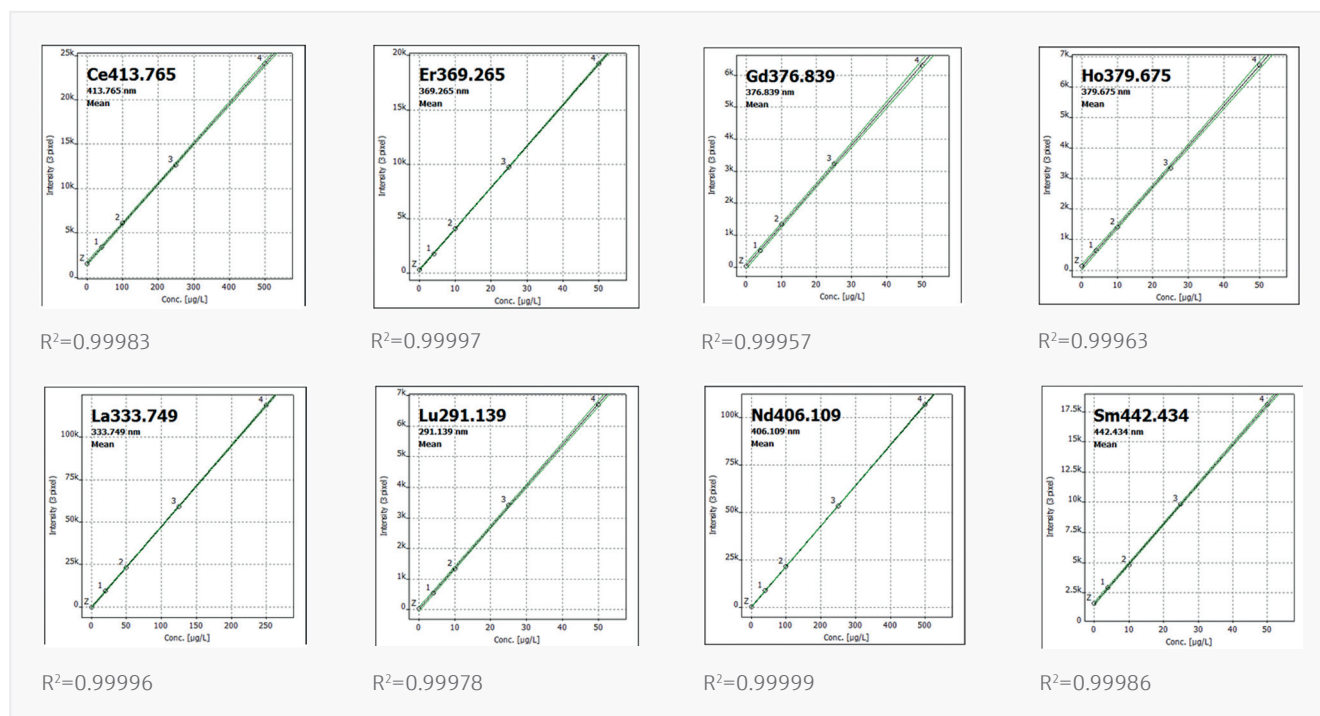 Ce413.765
413.765 nm
Mean
Intensity (3 pixel)
25k
20k
15k
10k
5k
0
Z
1
2
3
4
0 100 200 300 400 500
Conc. [µg/L]
R²=0.99983
Er369.265
369.265 nm
Mean
Intensity (3 pixel)
20k
15k
10k
5k
0
Z
1
2
3
4
0 10 20 30 40 50
Conc. [µg/L]
R²=0.99997
Gd376.839
376.839 nm
Mean
Intensity (3 pixel)
6k
5k
4k
3k
2k
1k
0
Z
1
2
3
4
0 10 20 30 40 50
Conc. [µg/L]
R²=0.99957
Ho379.675
379.675 nm
Mean
Intensity (3 pixel)
7k
6k
5k
4k
3k
2k
1k
0
Z
1
2
3
4
0 10 20 30 40 50
Conc. [µg/L]
R²=0.99963
La333.749
333.749 nm
Mean
Intensity (3 pixel)
100k
75k
50k
25k
0
Z
1
2
3
4
0 50 100 150 200 250
Conc. [µg/L]
R²=0.99996
Lu291.139
291.139 nm
Mean
Intensity (3 pixel)
7k
6k
5k
4k
3k
2k
1k
0
Z
1
2
3
4
0 10 20 30 40 50
Conc. [µg/L]
R²=0.99978
Nd406.109
406.109 nm
Mean
Intensity (3 pixel)
100k
75k
50k
25k
0
Z
1
2
3
4
0 100 200 300 400 500
Conc. [µg/L]
R²=0.99999
Sm442.434
442.434 nm
Mean
Intensity (3 pixel)
17.5k
15k
12.5k
10k
7.5k
5k
2.5k
0
Z
1
2
3
4
0 10 20 30 40 50
Conc. [µg/L]
R²=0.99986